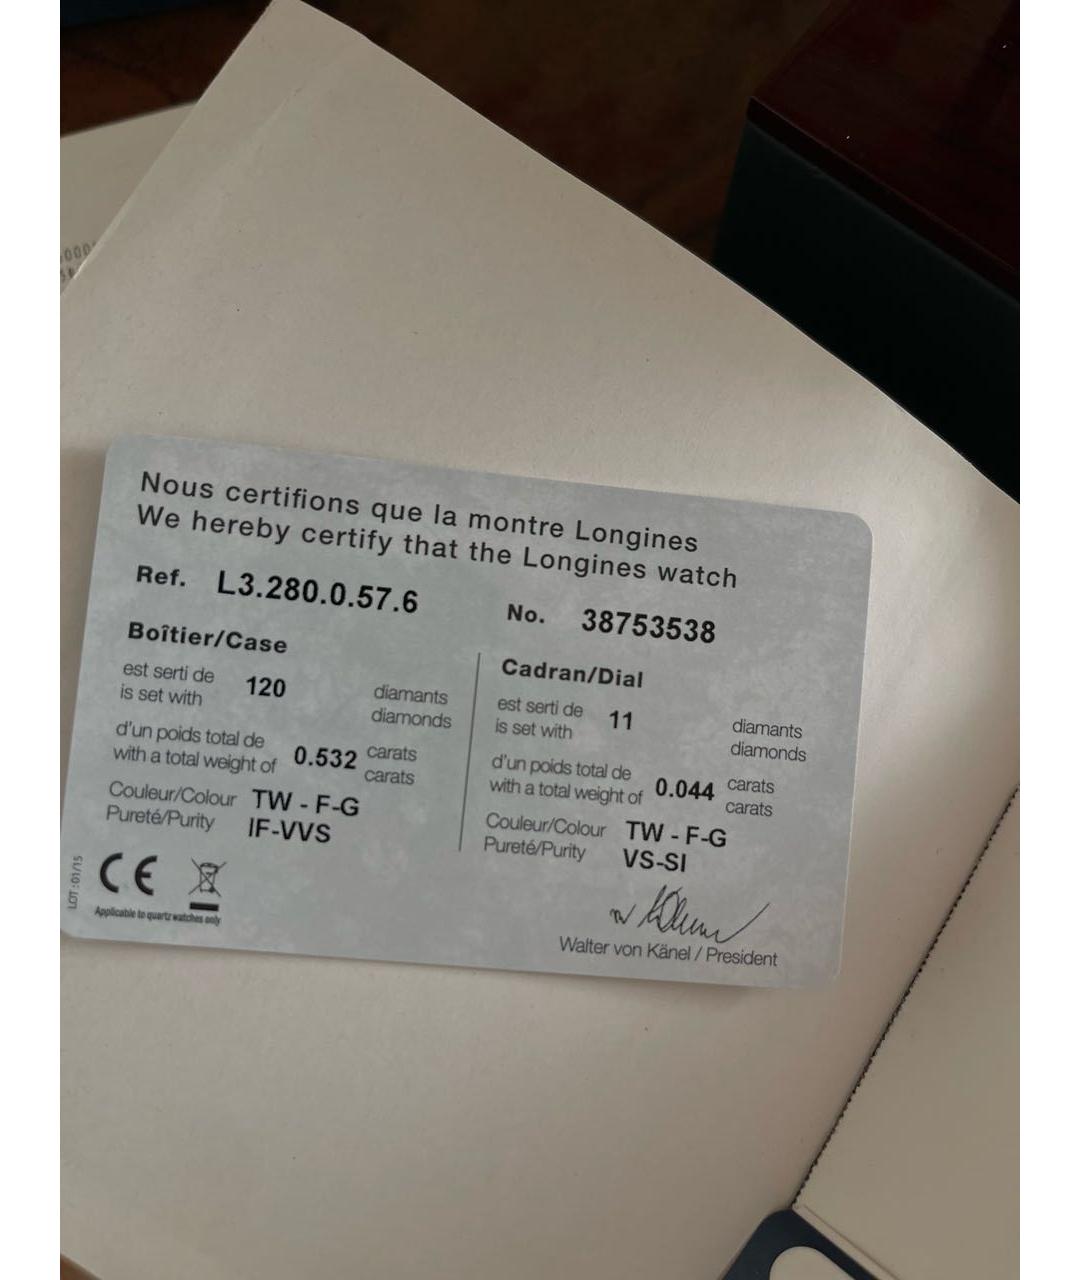 Nous certifions que la montre Longines
We hereby certify that the Longines watch
Ref. L3.280.0.57.6 No. 38753538
Boîtier/Case
est serti de
is set with
120
diamants
diamonds
d'un poids total de
with a total weight of
0.532
carats
carats
Couleur/Colour TW - F-G
Pureté/Purity IF-VVS
Cadran/Dial
est serti de
is set with
11
diamants
diamonds
d'un poids total de
with a total weight of
0.044
carats
carats
Couleur/Colour TW - F-G
Pureté/Purity VS-SI
LOT : 01/15
CE
Applicable to quartz watches only
Walter von Känel / President